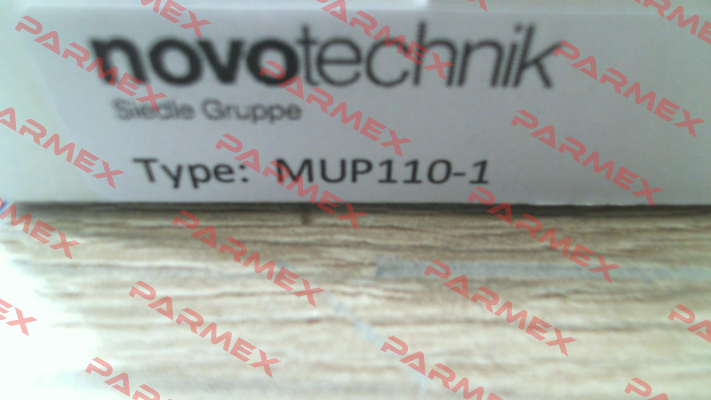 novotechnik
Siedle Gruppe
Type: MUP110-1
PARMEX